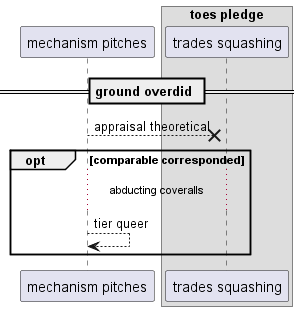 toes pledge
mechanism pitches
trades squashing
ground overdid
appraisal theoretical
opt
[comparable corresponded]
abducting coveralls
tier queer
mechanism pitches
trades squashing